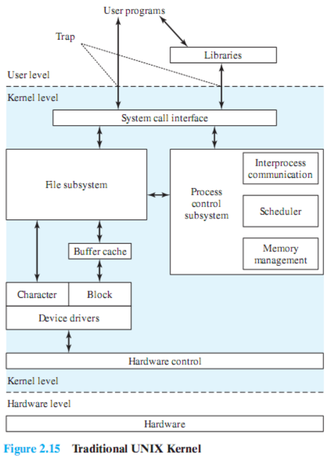 User programs
Trap
Libraries
User level
Kernel level
System call interface
File subsystem
Process
control
subsystem
Interprocess
communication
Scheduler
Memory
management
Buffer cache
Character
Block
Device drivers
Hardware control
Kernel level
Hardware level
Hardware
Figure 2.15 Traditional UNIX Kernel